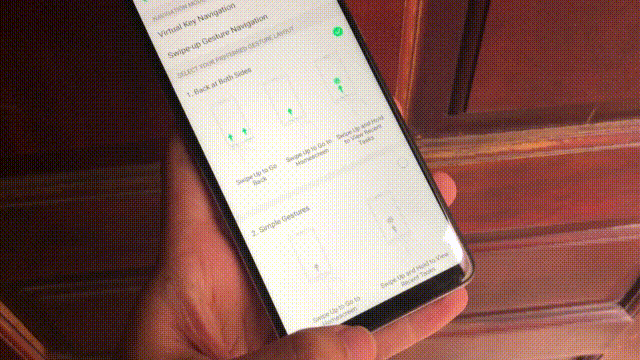 NAVIGATION MODE
Virtual Key Navigation
Swipe-up Gesture Navigation
SELECT YOUR PREFERRED GESTURE LAYOUT
1. Back at Both Sides
Swipe Up to Go
Back
Swipe Up to Go to
Homescreen
Swipe Up and Hold
to View Recent
Tasks
2. Simple Gestures
Swipe Up to Go to
Homescreen
Swipe Up and Hold to View
Recent Tasks